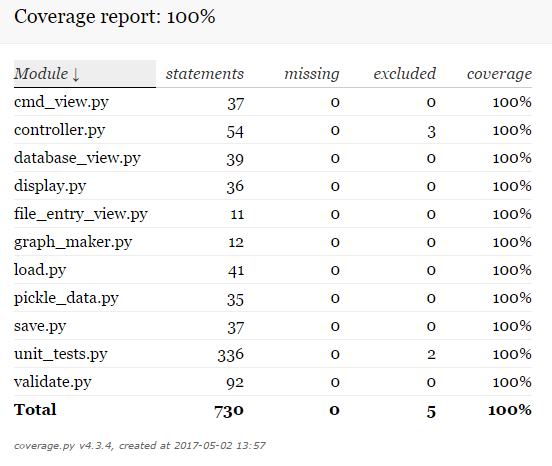 Coverage report: 100%
Module ↓ statements missing excluded coverage
cmd_view.py 37 0 0 100%
controller.py 54 0 3 100%
database_view.py 39 0 0 100%
display.py 36 0 0 100%
file_entry_view.py 11 0 0 100%
graph_maker.py 12 0 0 100%
load.py 41 0 0 100%
pickle_data.py 35 0 0 100%
save.py 37 0 0 100%
unit_tests.py 336 0 2 100%
validate.py 92 0 0 100%
Total 730 0 5 100%
coverage.py v4.3.4, created at 2017-05-02 13:57